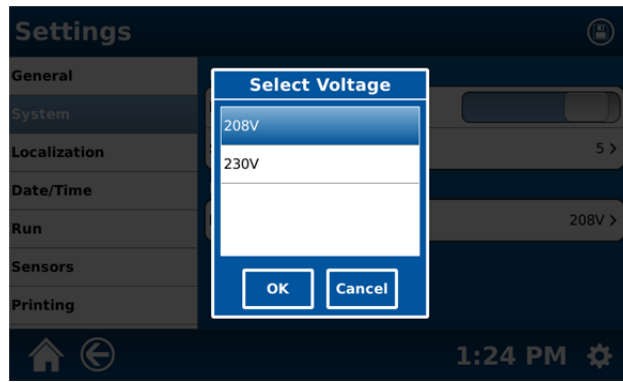 Settings
General
System
Localization
Date/Time
Run
Sensors
Printing
Select Voltage
208V
230V
OK
Cancel
5 >
208V >
1:24 PM